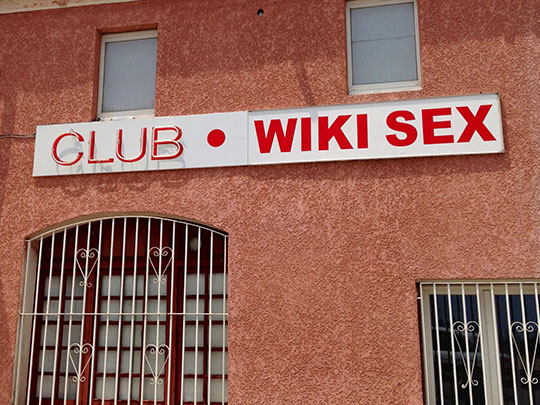 CLUB • WIKI SEX